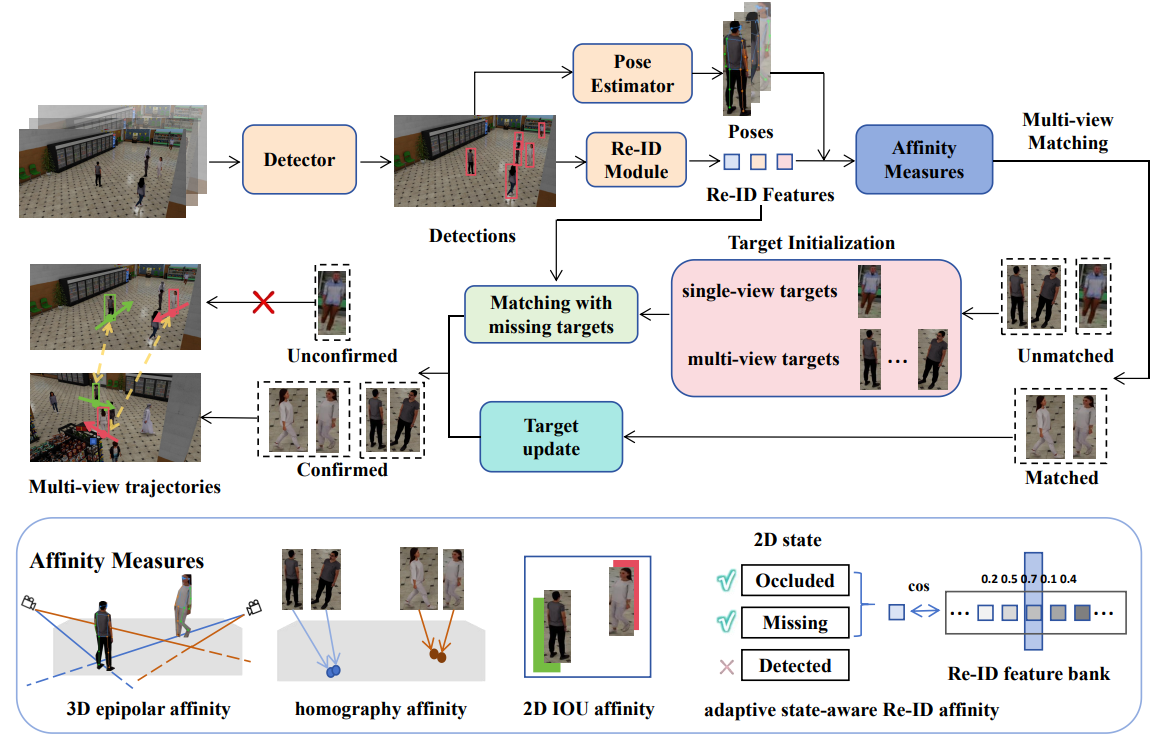 Pose
Estimator
Multi-view
Matching
Poses
Detector
Re-ID
Module
Affinity
Measures
Re-ID Features
Detections
Target Initialization
single-view targets
Matching with
missing targets
Unconfirmed
multi-view targets
...
Unmatched
Target
update
Confirmed
Matched
Multi-view trajectories
Affinity Measures
2D state
Occluded
Missing
Detected
cos
0.2 0.5 0.7 0.1 0.4
... ...
Re-ID feature bank
3D epipolar affinity
homography affinity
2D IOU affinity
adaptive state-aware Re-ID affinity